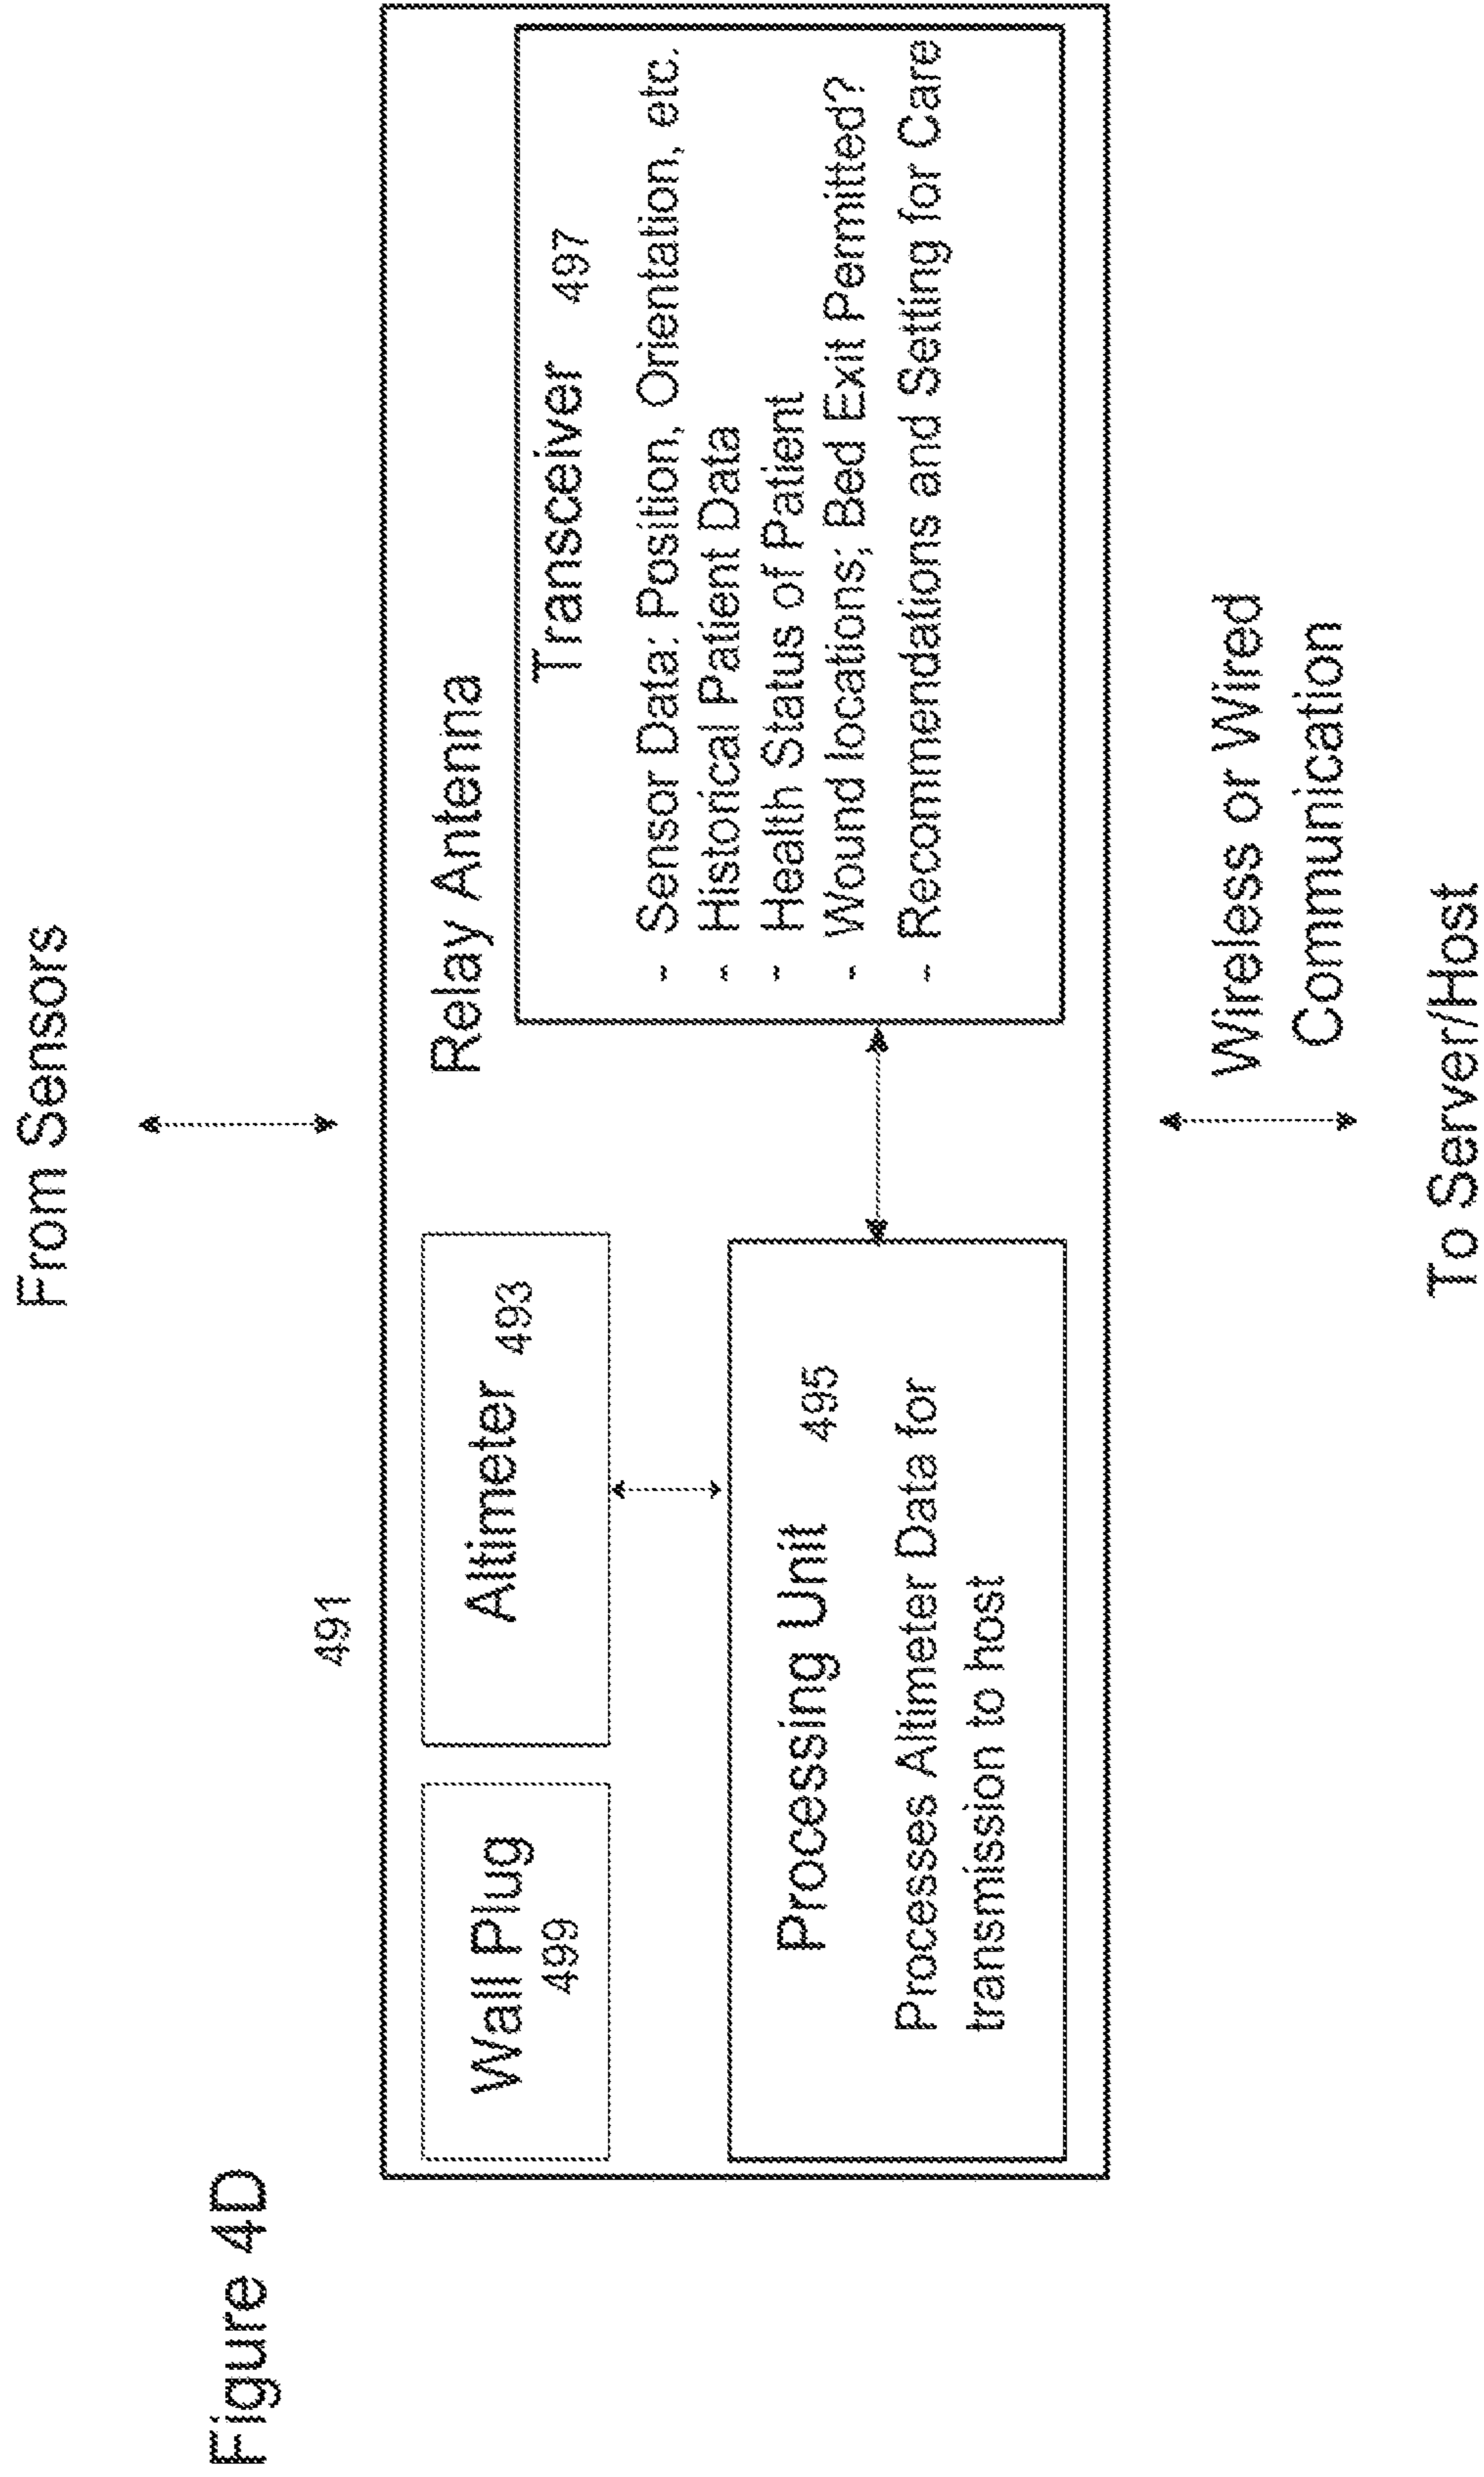 Figure 4D
From Sensors
491
Relay Antenna
Wall Plug
499
Altimeter 493
Processing Unit 495
Processes Altimeter Data for
transmission to host
Transceiver 497
- Sensor Data: Position, Orientation, etc.
- Historical Patient Data
- Health Status of Patient
- Wound locations; Bed Exit Permitted?
- Recommendations and Setting for Care
Wireless or Wired
Communication
To Server/Host